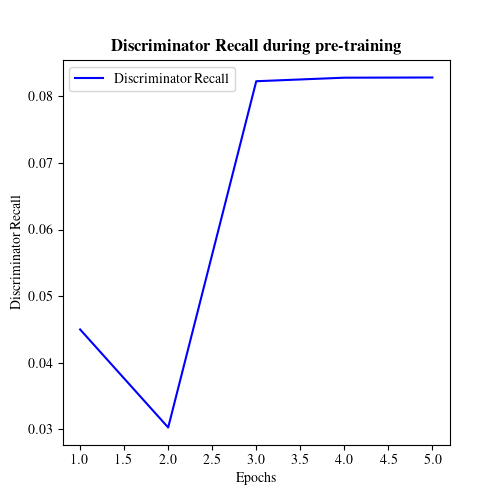 Discriminator Recall during pre-training
Discriminator Recall
0.08
0.07
0.06
0.05
0.04
0.03
Discriminator Recall
1.0 1.5 2.0 2.5 3.0 3.5 4.0 4.5 5.0
Epochs